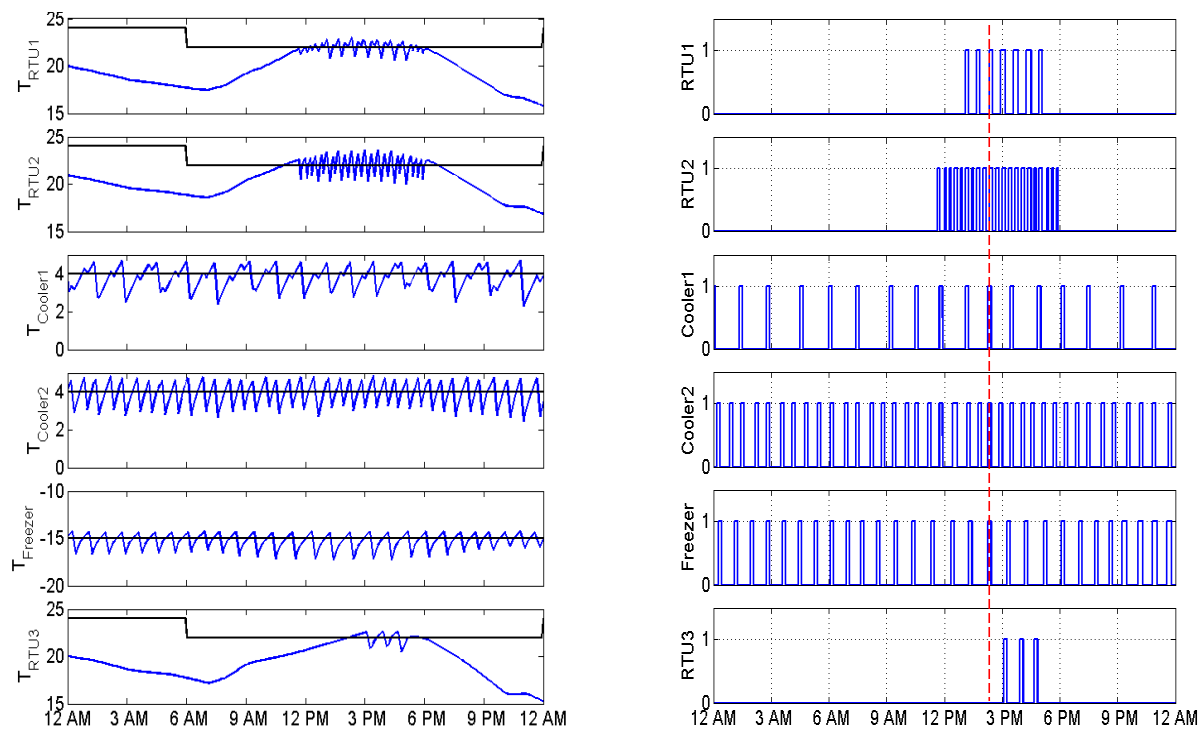 25
20
15
T_RTU1
25
20
15
T_RTU2
4
2
0
T_Cooler1
4
2
0
T_Cooler2
-10
-15
-20
T_Freezer
25
20
15
T_RTU3
12 AM 3 AM 6 AM 9 AM 12 PM 3 PM 6 PM 9 PM 12 AM
1
0
RTU1
1
0
RTU2
1
0
Cooler1
1
0
Cooler2
1
0
Freezer
1
0
RTU3
12 AM 3 AM 6 AM 9 AM 12 PM 3 PM 6 PM 9 PM 12 AM